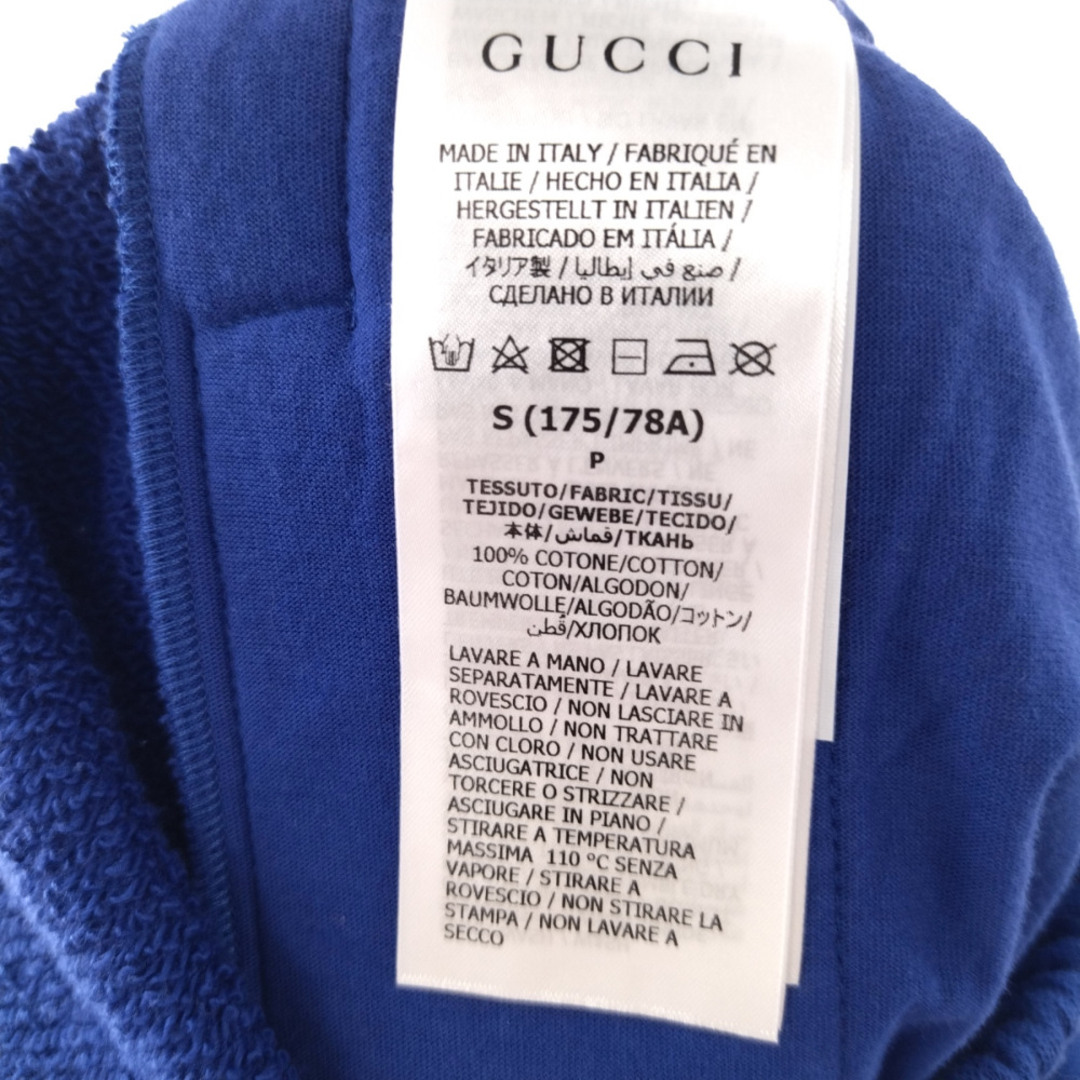 GUCCI
MADE IN ITALY / FABRIQUÉ EN
ITALIE / HECHO EN ITALIA /
HERGESTELLT IN ITALIEN /
FABRICADO EM ITÁLIA /
イタリア製 / صنع في إيطاليا /
СДЕЛАНО В ИТАЛИИ
S (175/78A)
P
TESSUTO/FABRIC/TISSU/
TEJIDO/GEWEBE/TECIDO/
本体/قماش/ТКАНЬ
100% COTONE/COTTON/
COTON/ALGODON/
BAUMWOLLE/ALGODÃO/コットン/
قُطن/ХЛОПОК
LAVARE A MANO / LAVARE
SEPARATAMENTE / LAVARE A
ROVESCIO / NON LASCIARE IN
AMMOLLO / NON TRATTARE
CON CLORO / NON USARE
ASCIUGATRICE / NON
TORCERE O STRIZZARE /
ASCIUGARE IN PIANO /
STIRARE A TEMPERATURA
MASSIMA 110 °C SENZA
VAPORE / STIRARE A
ROVESCIO / NON STIRARE LA
STAMPA / NON LAVARE A
SECCO